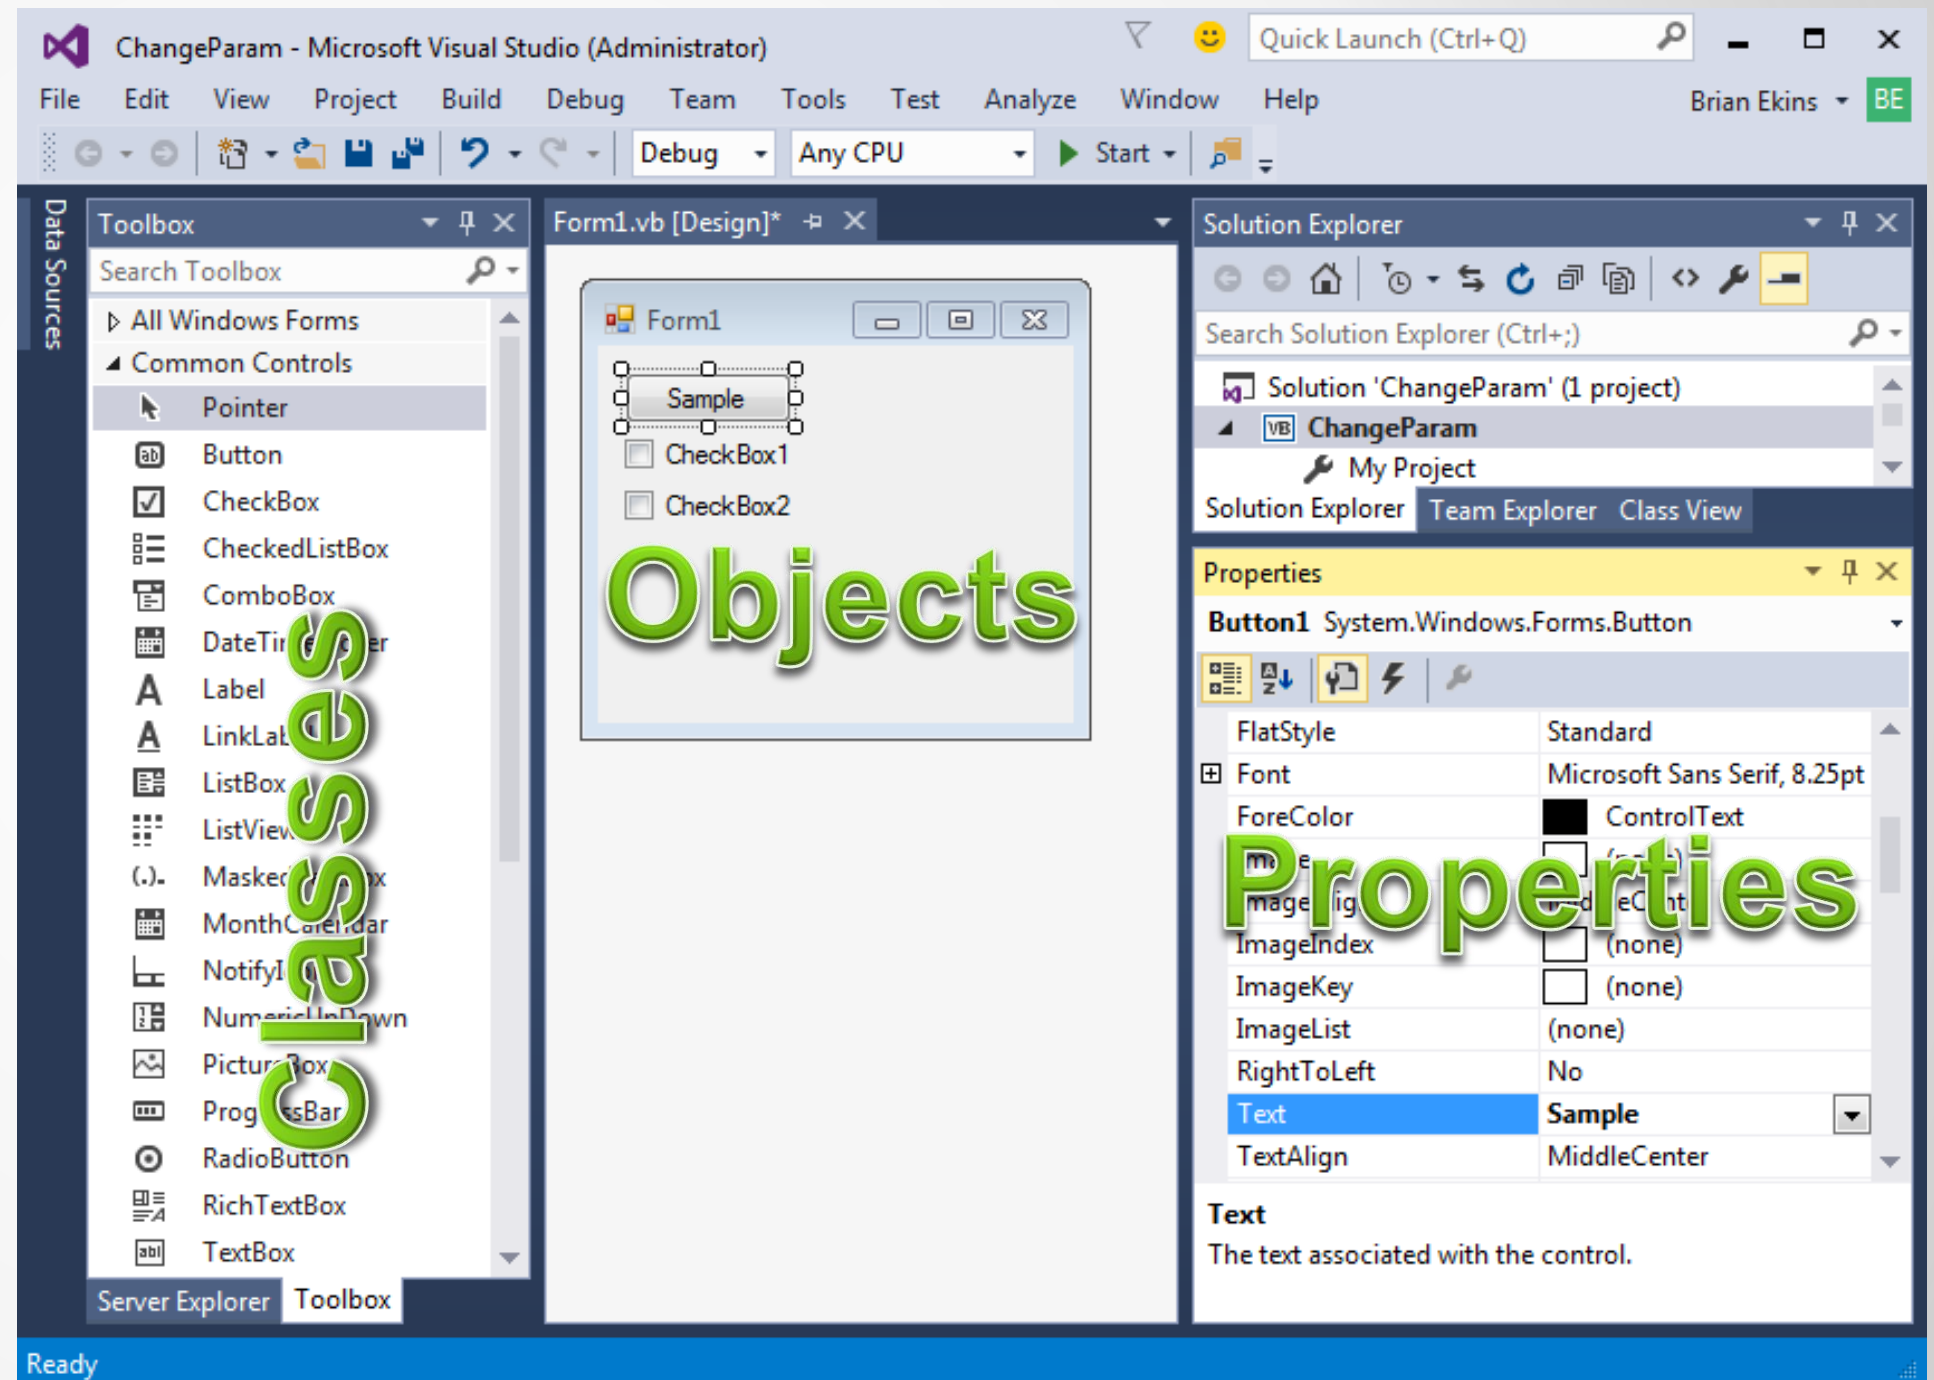 ChangeParam - Microsoft Visual Studio (Administrator)
Quick Launch (Ctrl+Q)
File Edit View Project Build Debug Team Tools Test Analyze Window Help
Brian Ekins BE
Debug Any CPU Start
Data Sources
Toolbox
Search Toolbox
All Windows Forms
Common Controls
Pointer
Button
CheckBox
CheckedListBox
ComboBox
Label
ListBox
MonthCalendar
NumericUpDown
PictureBox
RadioButton
RichTextBox
TextBox
Classes
Server Explorer Toolbox
Form1.vb [Design]*
Form1
Sample
CheckBox1
CheckBox2
Objects
Solution Explorer
Search Solution Explorer (Ctrl+;)
Solution 'ChangeParam' (1 project)
VB ChangeParam
My Project
Solution Explorer Team Explorer Class View
Properties
Button1 System.Windows.Forms.Button
FlatStyle Standard
Font Microsoft Sans Serif, 8.25pt
ForeColor ControlText
Properties
ImageIndex (none)
ImageKey (none)
ImageList (none)
RightToLeft No
Text Sample
TextAlign MiddleCenter
Text
The text associated with the control.
Ready